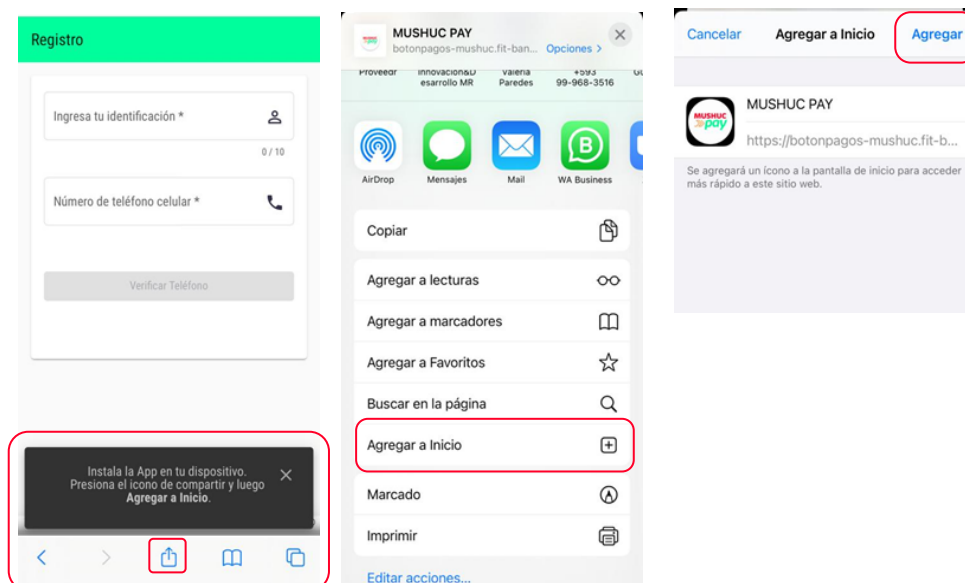 Registro
Ingresa tu identificación *
0 / 10
Número de teléfono celular *
Verificar Teléfono
Instala la App en tu dispositivo.
Presiona el icono de compartir y luego
Agregar a Inicio.
MUSHUC PAY
botonpagos-mushuc.fit-ban... Opciones >
Proveedr
Innovación&D
esarrollo MR
Valeria
Paredes
+593
99-968-3516
AirDrop
Mensajes
Mail
WA Business
Copiar
Agregar a lecturas
Agregar a marcadores
Agregar a Favoritos
Buscar en la página
Agregar a Inicio
Marcado
Imprimir
Editar acciones...
Cancelar
Agregar a Inicio
Agregar
MUSHUC
pay
MUSHUC PAY
https://botonpagos-mushuc.fit-b...
Se agregará un ícono a la pantalla de inicio para acceder
más rápido a este sitio web.